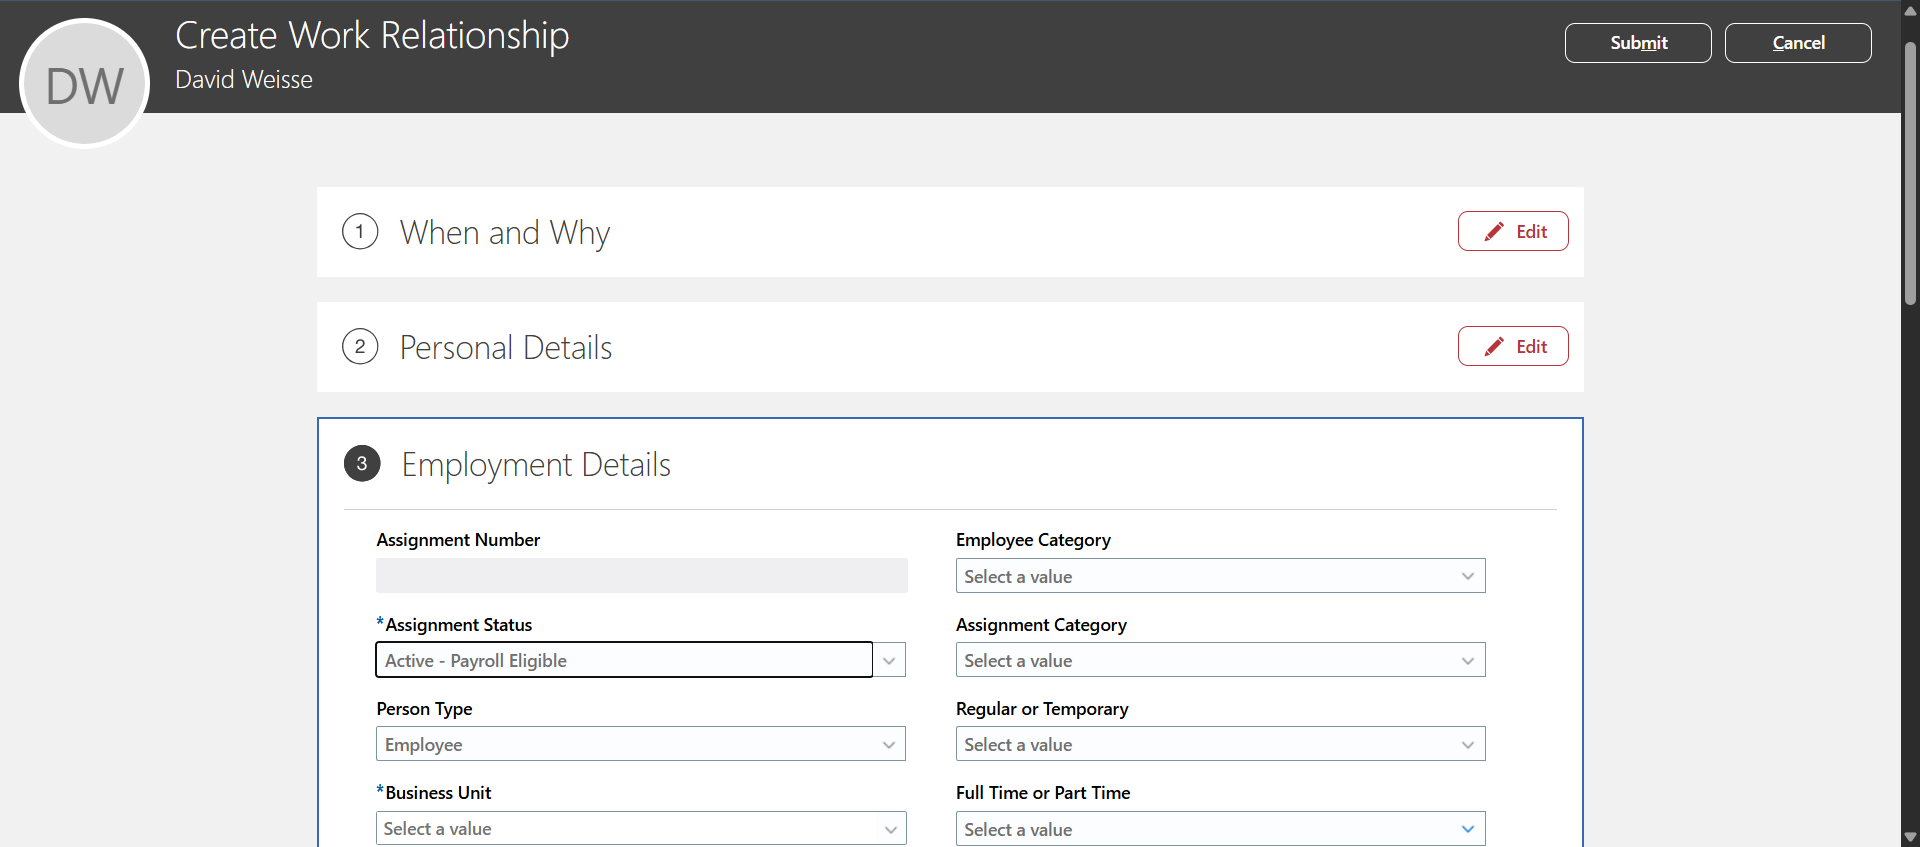 DW
Create Work Relationship
David Weisse
Submit
Cancel
1
When and Why
Edit
2
Personal Details
Edit
3
Employment Details
Assignment Number
Employee Category
Select a value
*Assignment Status
Active - Payroll Eligible
Assignment Category
Select a value
Person Type
Employee
Regular or Temporary
Select a value
*Business Unit
Select a value
Full Time or Part Time
Select a value